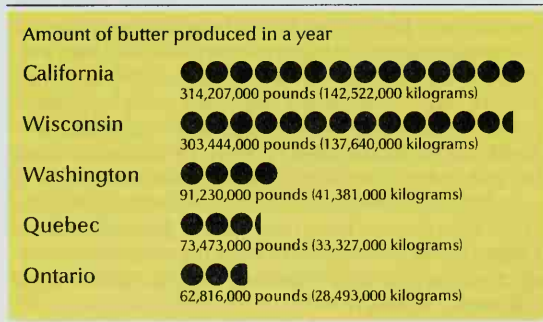 Amount of butter produced in a year
California
314,207,000 pounds (142,522,000 kilograms)
Wisconsin
303,444,000 pounds (137,640,000 kilograms)
Washington
91,230,000 pounds (41,381,000 kilograms)
Quebec
73,473,000 pounds (33,327,000 kilograms)
Ontario
62,816,000 pounds (28,493,000 kilograms)